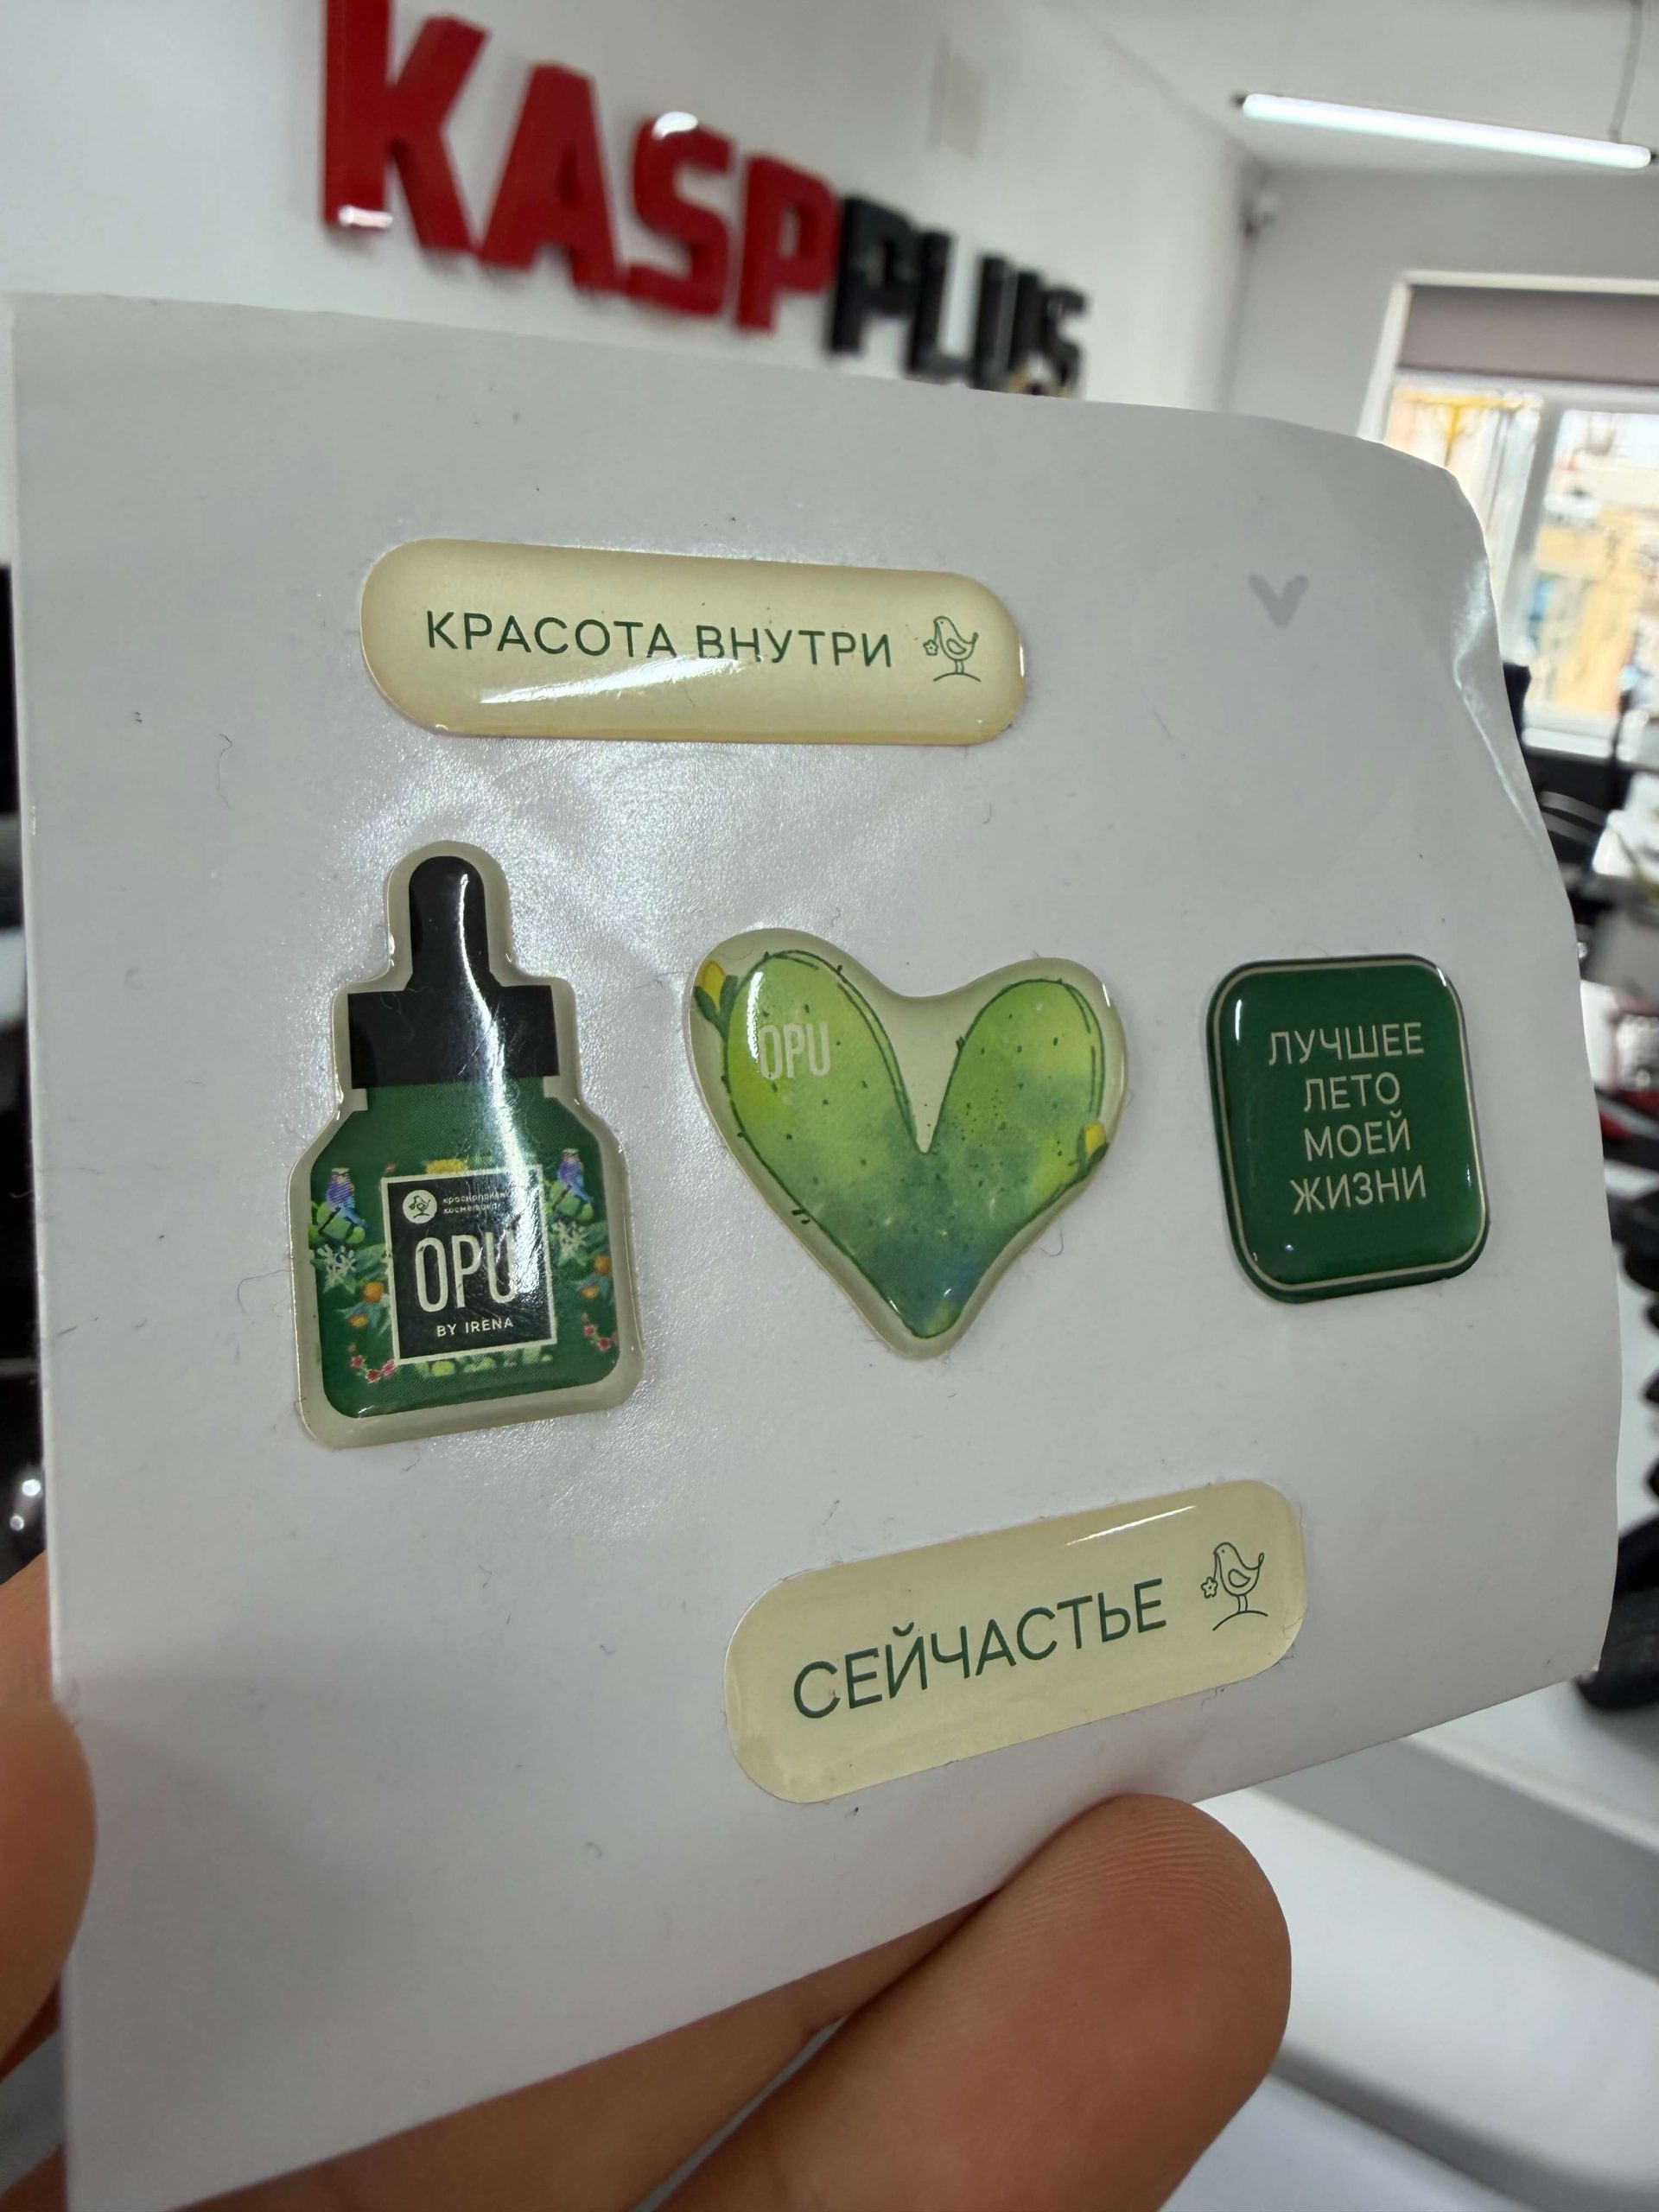 KASPPLUS
КРАСОТА ВНУТРИ
OPU
ЛУЧШЕЕ
ЛЕТО
МОЕЙ
ЖИЗНИ
OPU
BY IRENA
СЕЙЧАСТЬЕ